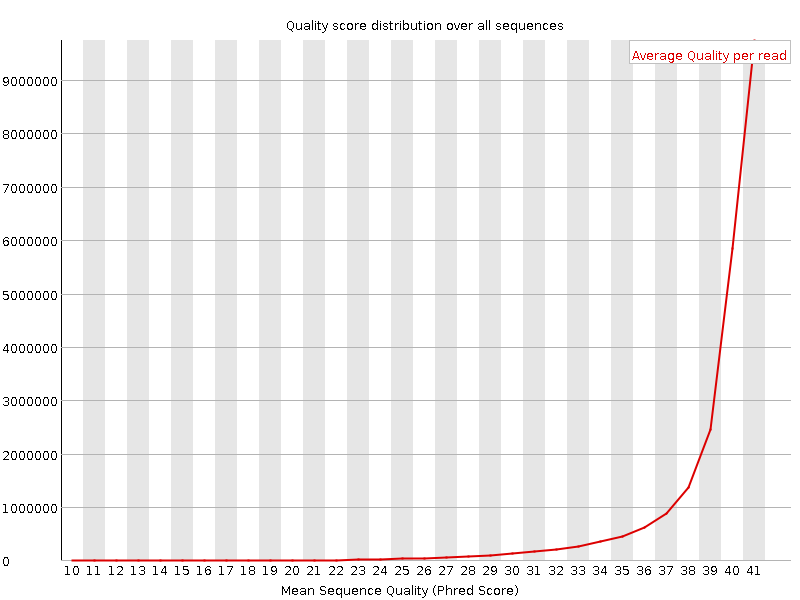 Quality score distribution over all sequences
Average Quality per read
9000000
8000000
7000000
6000000
5000000
4000000
3000000
2000000
1000000
0
10 11 12 13 14 15 16 17 18 19 20 21 22 23 24 25 26 27 28 29 30 31 32 33 34 35 36 37 38 39 40 41
Mean Sequence Quality (Phred Score)